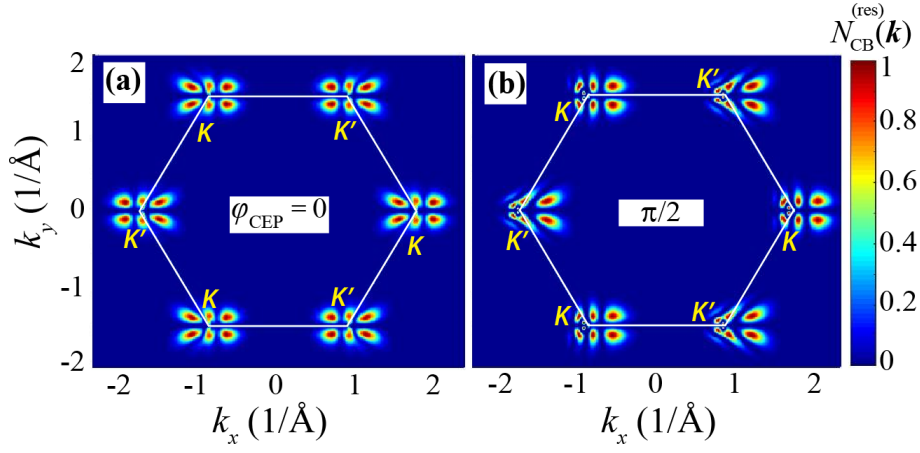 N_CB^(res)(k)
(a)
(b)
K
K'
K
K'
K'
K
K'
K
K
K'
K
K'
φ_CEP = 0
π/2
k_y (1/Å)
2
1
0
-1
-2
-2
-1
0
1
2
-2
-1
0
1
2
k_x (1/Å)
k_x (1/Å)
1
0.8
0.6
0.4
0.2
0